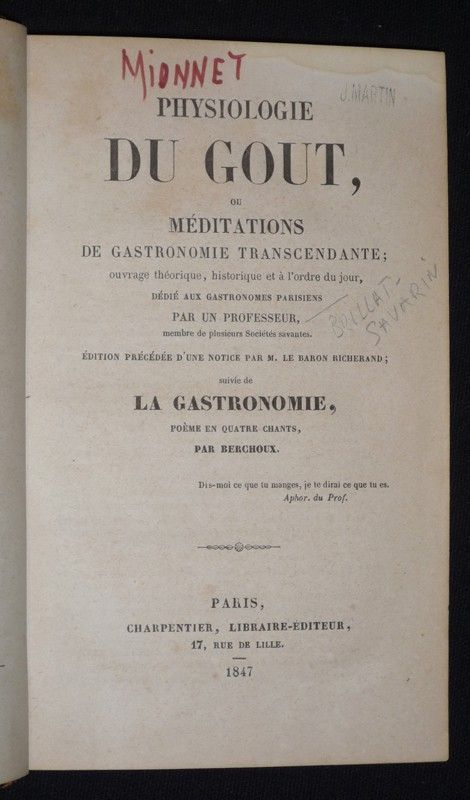 MIONNET
J. MARTIN
PHYSIOLOGIE
DU GOUT,
OU
MÉDITATIONS
DE GASTRONOMIE TRANSCENDANTE;
ouvrage théorique, historique et à l'ordre du jour,
DÉDIÉ AUX GASTRONOMES PARISIENS
PAR UN PROFESSEUR,
BRILLAT-
SAVARIN
membre de plusieurs Sociétés savantes.
ÉDITION PRÉCÉDÉE D'UNE NOTICE PAR M. LE BARON RICHERAND;
suivie de
LA GASTRONOMIE,
POÈME EN QUATRE CHANTS,
PAR BERCHOUX.
Dis-moi ce que tu manges, je te dirai ce que tu es.
Aphor. du Prof.
PARIS,
CHARPENTIER, LIBRAIRE-ÉDITEUR,
17, RUE DE LILLE.
1847